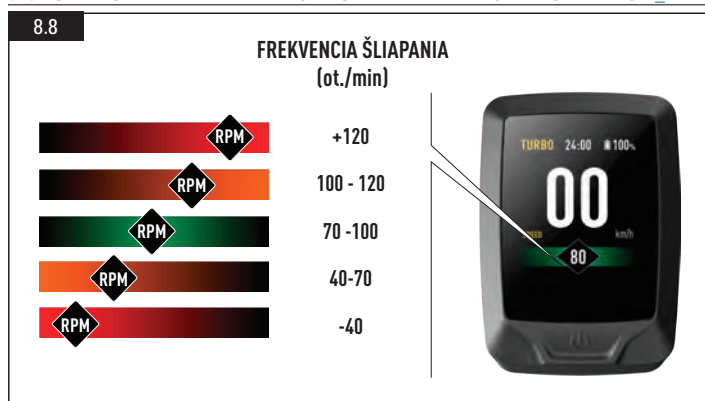 8.8
FREKVENCIA ŠLIAPANIA
(ot./min)
RPM
+120
RPM
100 - 120
RPM
70 -100
RPM
40-70
RPM
-40
TURBO 24:00 100%
00
SPEED km/h
80